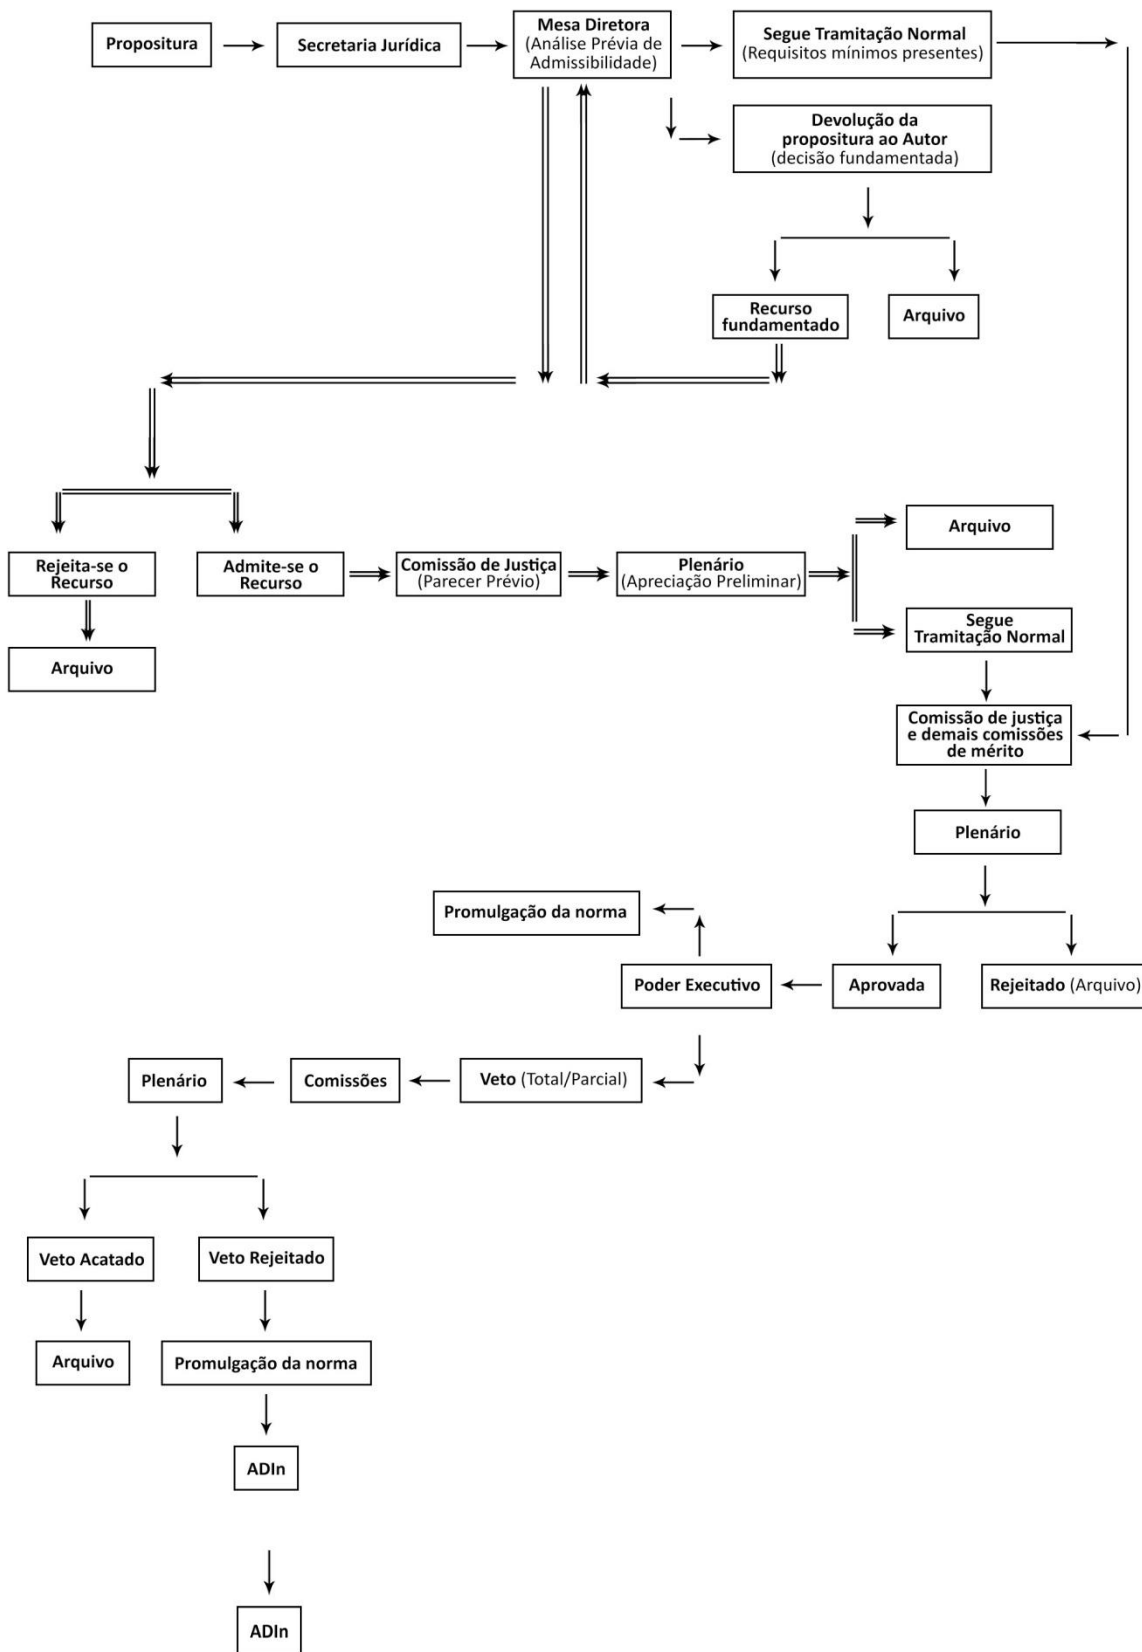 Propositura
Secretaria Jurídica
Mesa Diretora
(Análise Prévia de
Admissibilidade)
Segue Tramitação Normal
(Requisitos mínimos presentes)
Devolução da
propositura ao Autor
(decisão fundamentada)
Recurso
fundamentado
Arquivo
Rejeita-se o
Recurso
Admite-se o
Recurso
Comissão de Justiça
(Parecer Prévio)
Plenário
(Apreciação Preliminar)
Arquivo
Segue
Tramitação Normal
Arquivo
Comissão de justiça
e demais comissões
de mérito
Plenário
Promulgação da norma
Poder Executivo
Aprovada
Rejeitado (Arquivo)
Plenário
Comissões
Veto (Total/Parcial)
Veto Acatado
Veto Rejeitado
Arquivo
Promulgação da norma
ADIn
ADIn